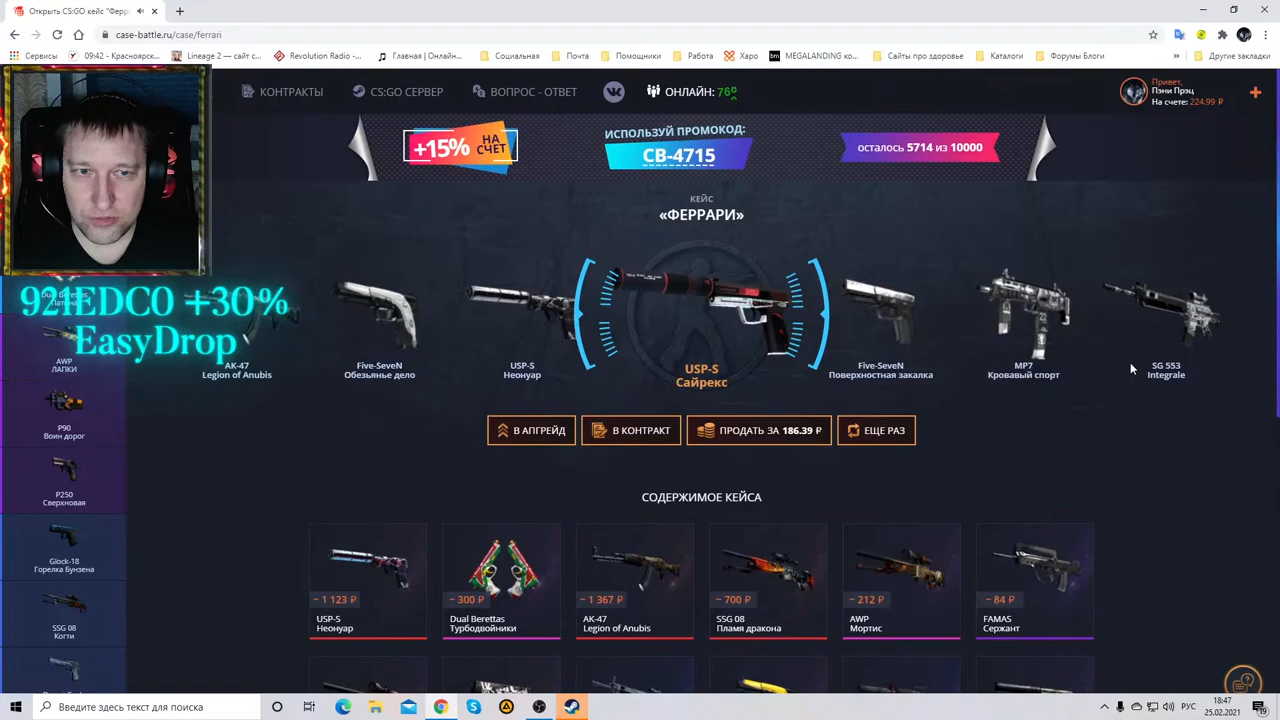 Открыть CS:GO кейс "Ферр
case-battle.ru/case/ferrari
Сервисы
09:42 - Красноярск...
Lineage 2 — сайт с...
Revolution Radio –...
Главная | Онлайн...
Социальная
Почта
Помощники
Работа
Харо
MEGALANDING ко...
Сайты про здоровье
Каталоги
Форумы Блоги
»
Другие закладки
КОНТРАКТЫ
CS:GO СЕРВЕР
ВОПРОС - ОТВЕТ
ОНЛАЙН:
Привет,
Пэни Прэц
На счете: 224.99 ₽
+15%
НА
СЧЕТ
ИСПОЛЬЗУЙ ПРОМОКОД:
CB-4715
осталось 5714 из 10000
КЕЙС
«ФЕРРАРИ»
921EDC0 +30%
EasyDrop
AK-47
Legion of Anubis
Five-SeveN
Обезьянье дело
USP-S
Неонуар
USP-S
Сайрекс
Five-SeveN
Поверхностная закалка
MP7
Кровавый спорт
SG 553
Integrale
В АПГРЕЙД
В КОНТРАКТ
ПРОДАТЬ ЗА 186.39 ₽
ЕЩЕ РАЗ
Dual Berettas
AWP
ЛАПКИ
P90
Воин дорог
P250
Сверхновая
Glock-18
Горелка Бунзена
SSG 08
Когти
СОДЕРЖИМОЕ КЕЙСА
~ 1 123 ₽
USP-S
Неонуар
~ 300 ₽
Dual Berettas
Турбодвойники
~ 1 367 ₽
AK-47
Legion of Anubis
~ 700 ₽
SSG 08
Пламя дракона
~ 212 ₽
AWP
Мортис
~ 84 ₽
FAMAS
Сержант
Введите здесь текст для поиска
РУС
18:47
25.02.2021
19